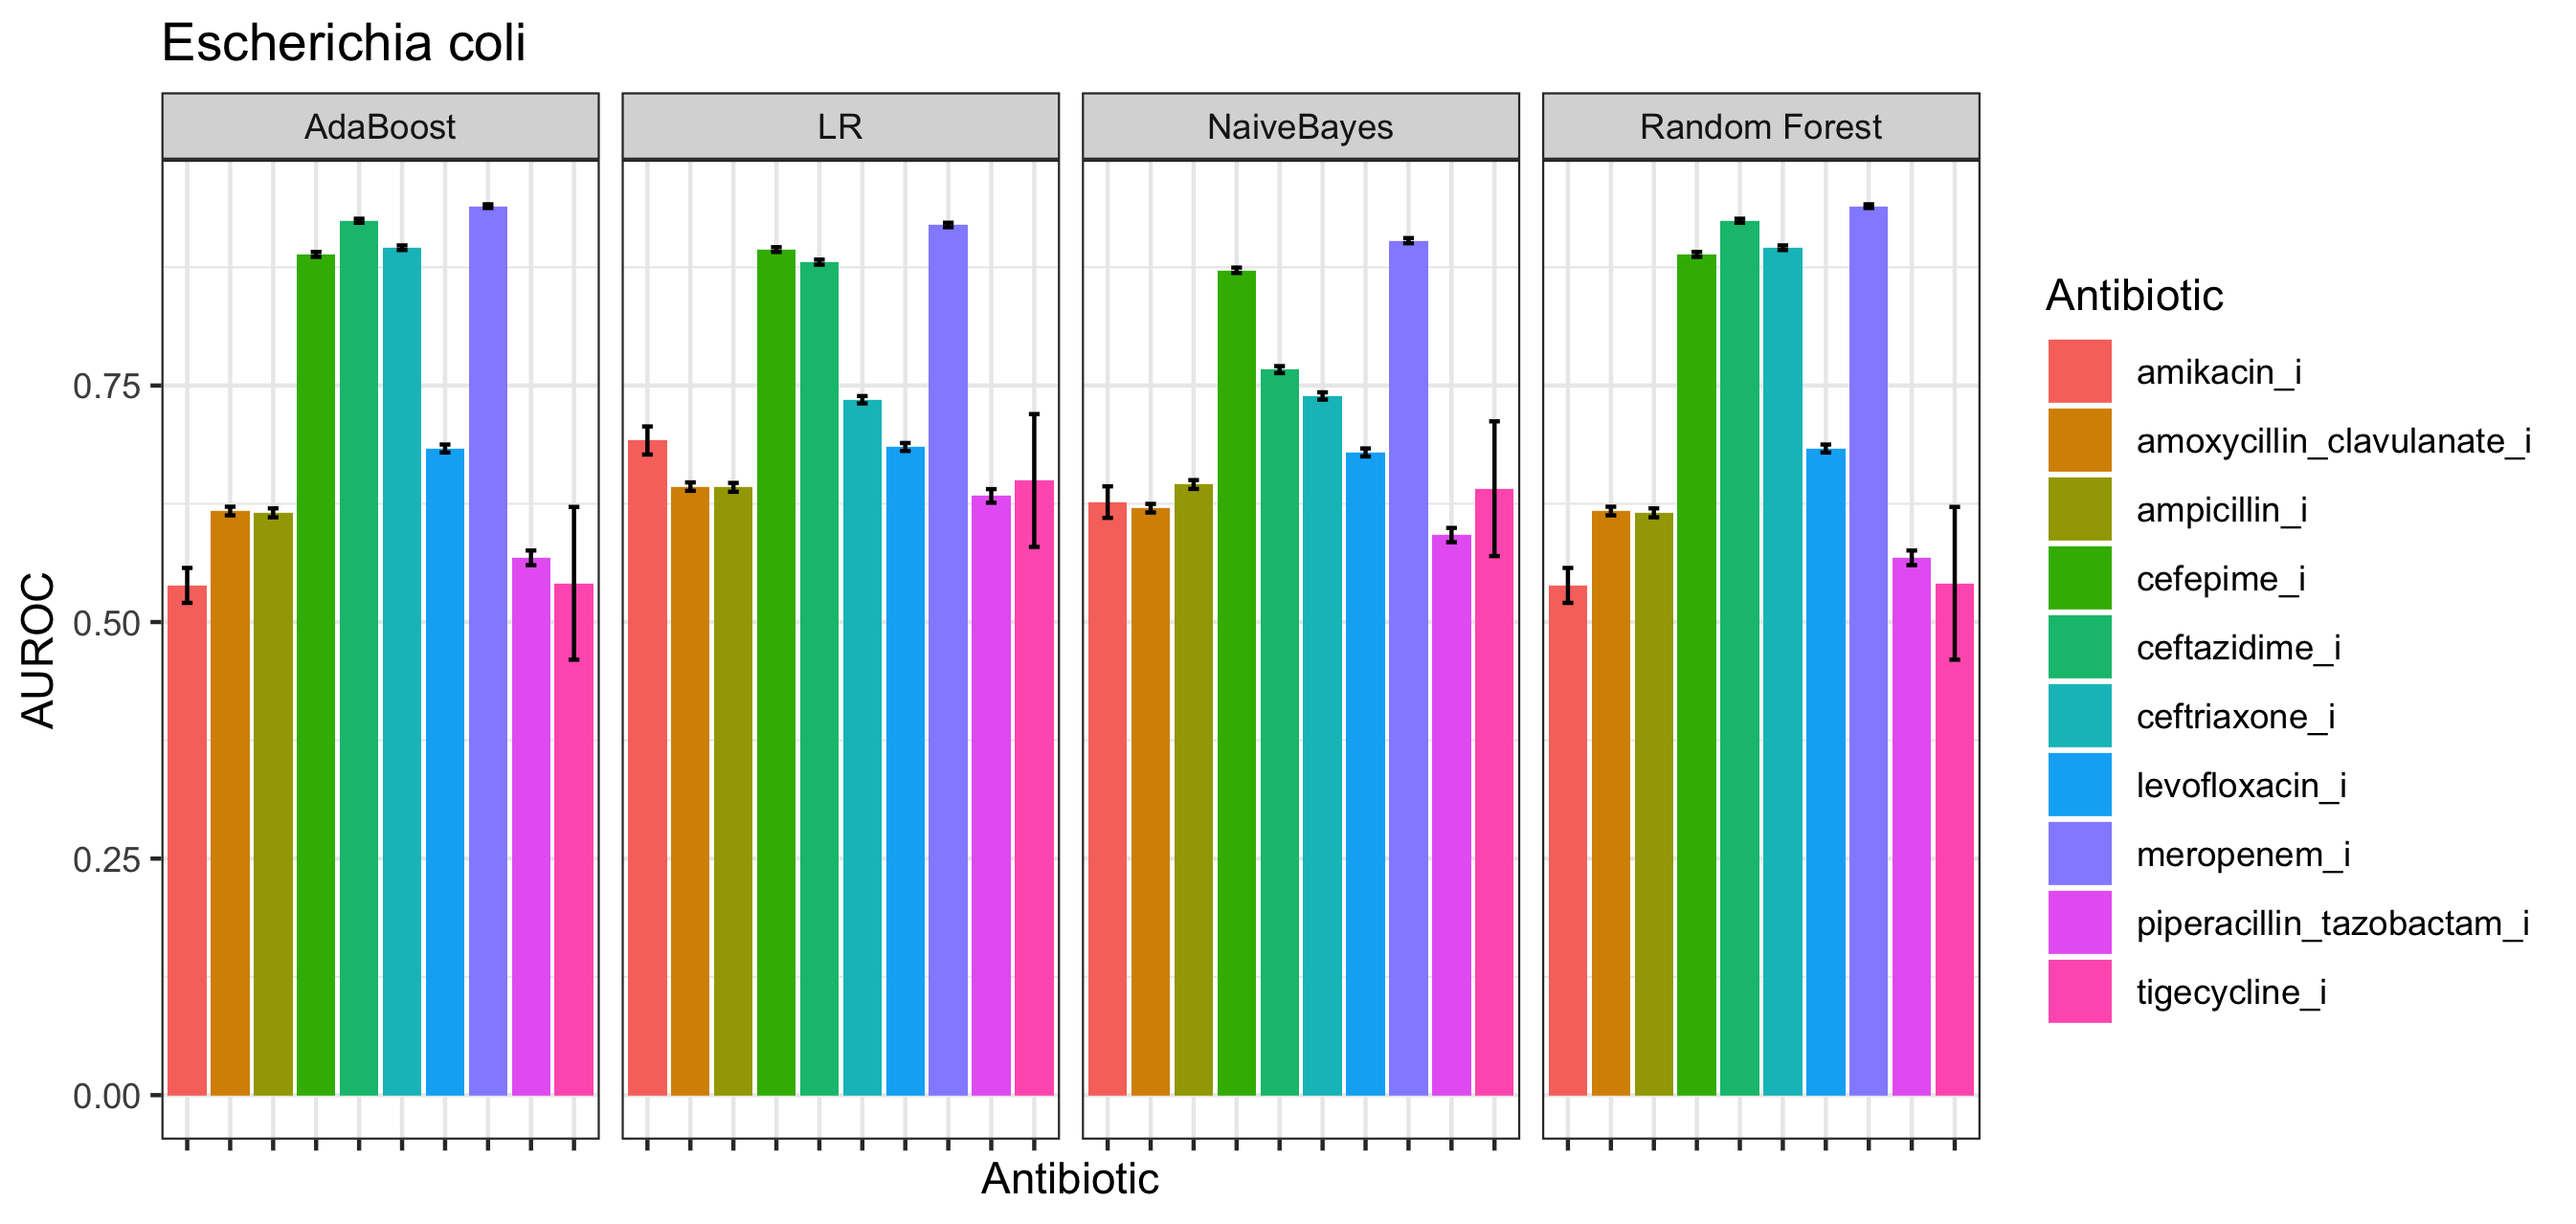 Escherichia coli
AdaBoost
LR
NaiveBayes
Random Forest
AUROC
0.75
0.50
0.25
0.00
Antibiotic
Antibiotic
amikacin_i
amoxycillin_clavulanate_i
ampicillin_i
cefepime_i
ceftazidime_i
ceftriaxone_i
levofloxacin_i
meropenem_i
piperacillin_tazobactam_i
tigecycline_i